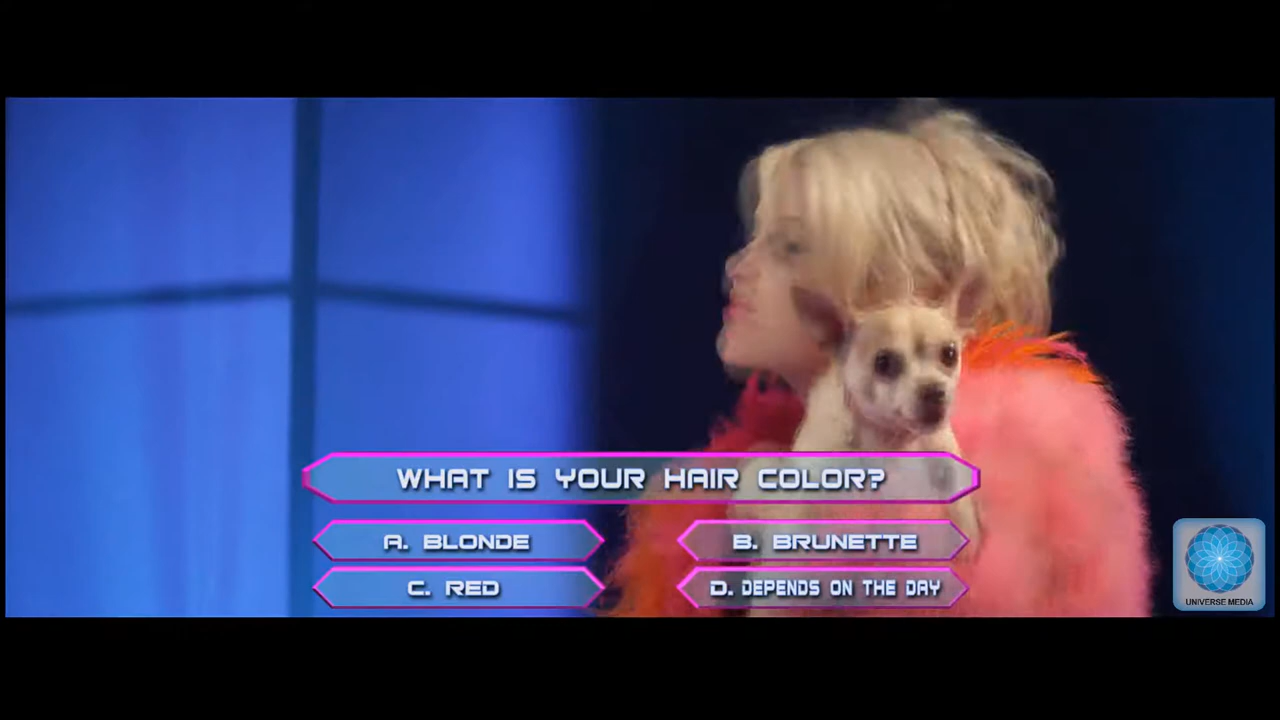 WHAT IS YOUR HAIR COLOR?
A. BLONDE
B. BRUNETTE
C. RED
D. DEPENDS ON THE DAY
UNIVERSE MEDIA